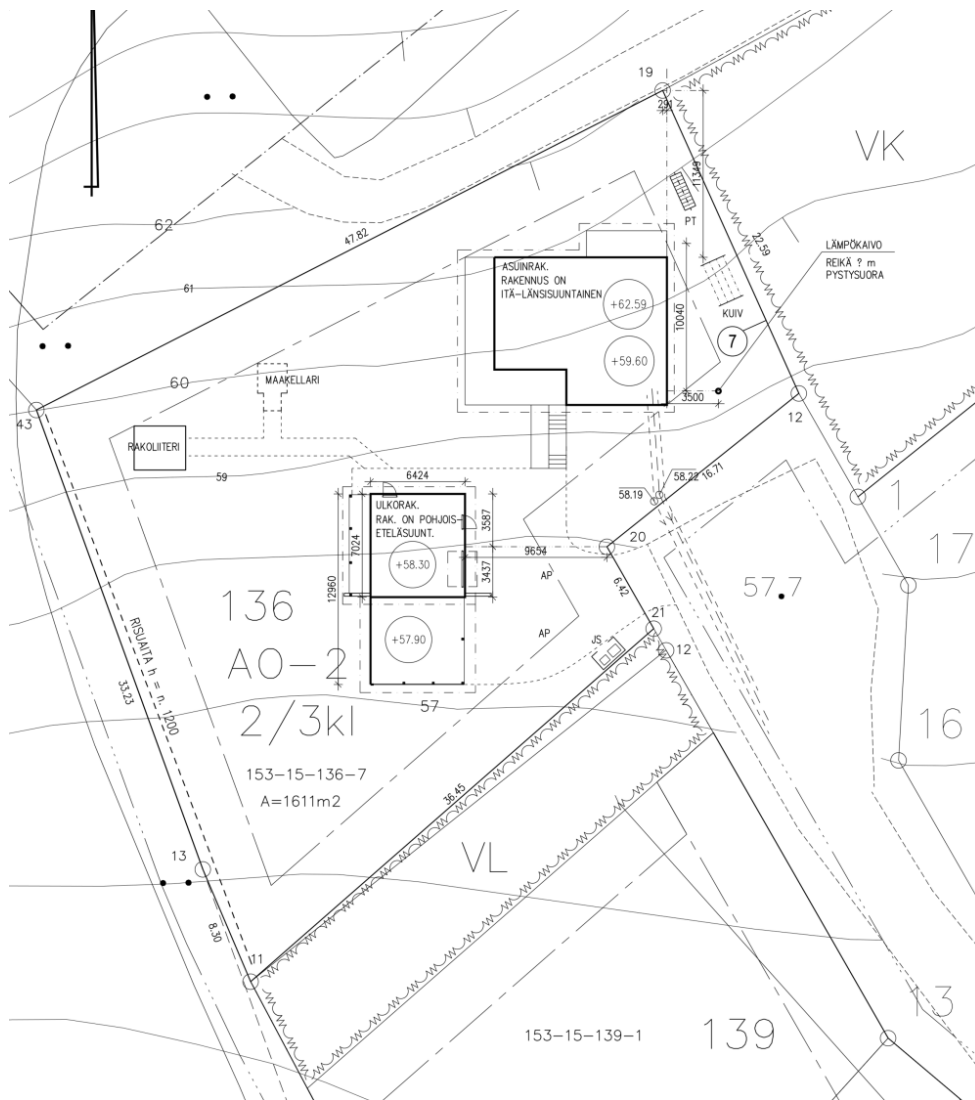 19
291
VK
11349
PT
62
47.82
22.59
LÄMPÖKAIVO
REIKÄ ? m
PYSTYSUORA
ASUINRAK.
RAKENNUS ON
ITÄ-LÄNSISUUNTAINEN
61
+62.59
10040
KUIV
7
+59.60
MAAKELLARI
60
3500
43
12
RAKOLIITERI
16.71
58.22
58.19
59
6424
1
ULKORAK.
RAK. ON POHJOIS-
ETELÄSUUNT.
3587
7024
20
17
9654
+58.30
3437
AP
57.7
12960
6.42
136
+57.90
AP
21
JS
12
AO-2
RISUAITA h = n. 1200
33.23
57
2/3kl
16
153-15-136-7
A=1611m2
36.45
VL
13
8.30
11
13
153-15-139-1
139